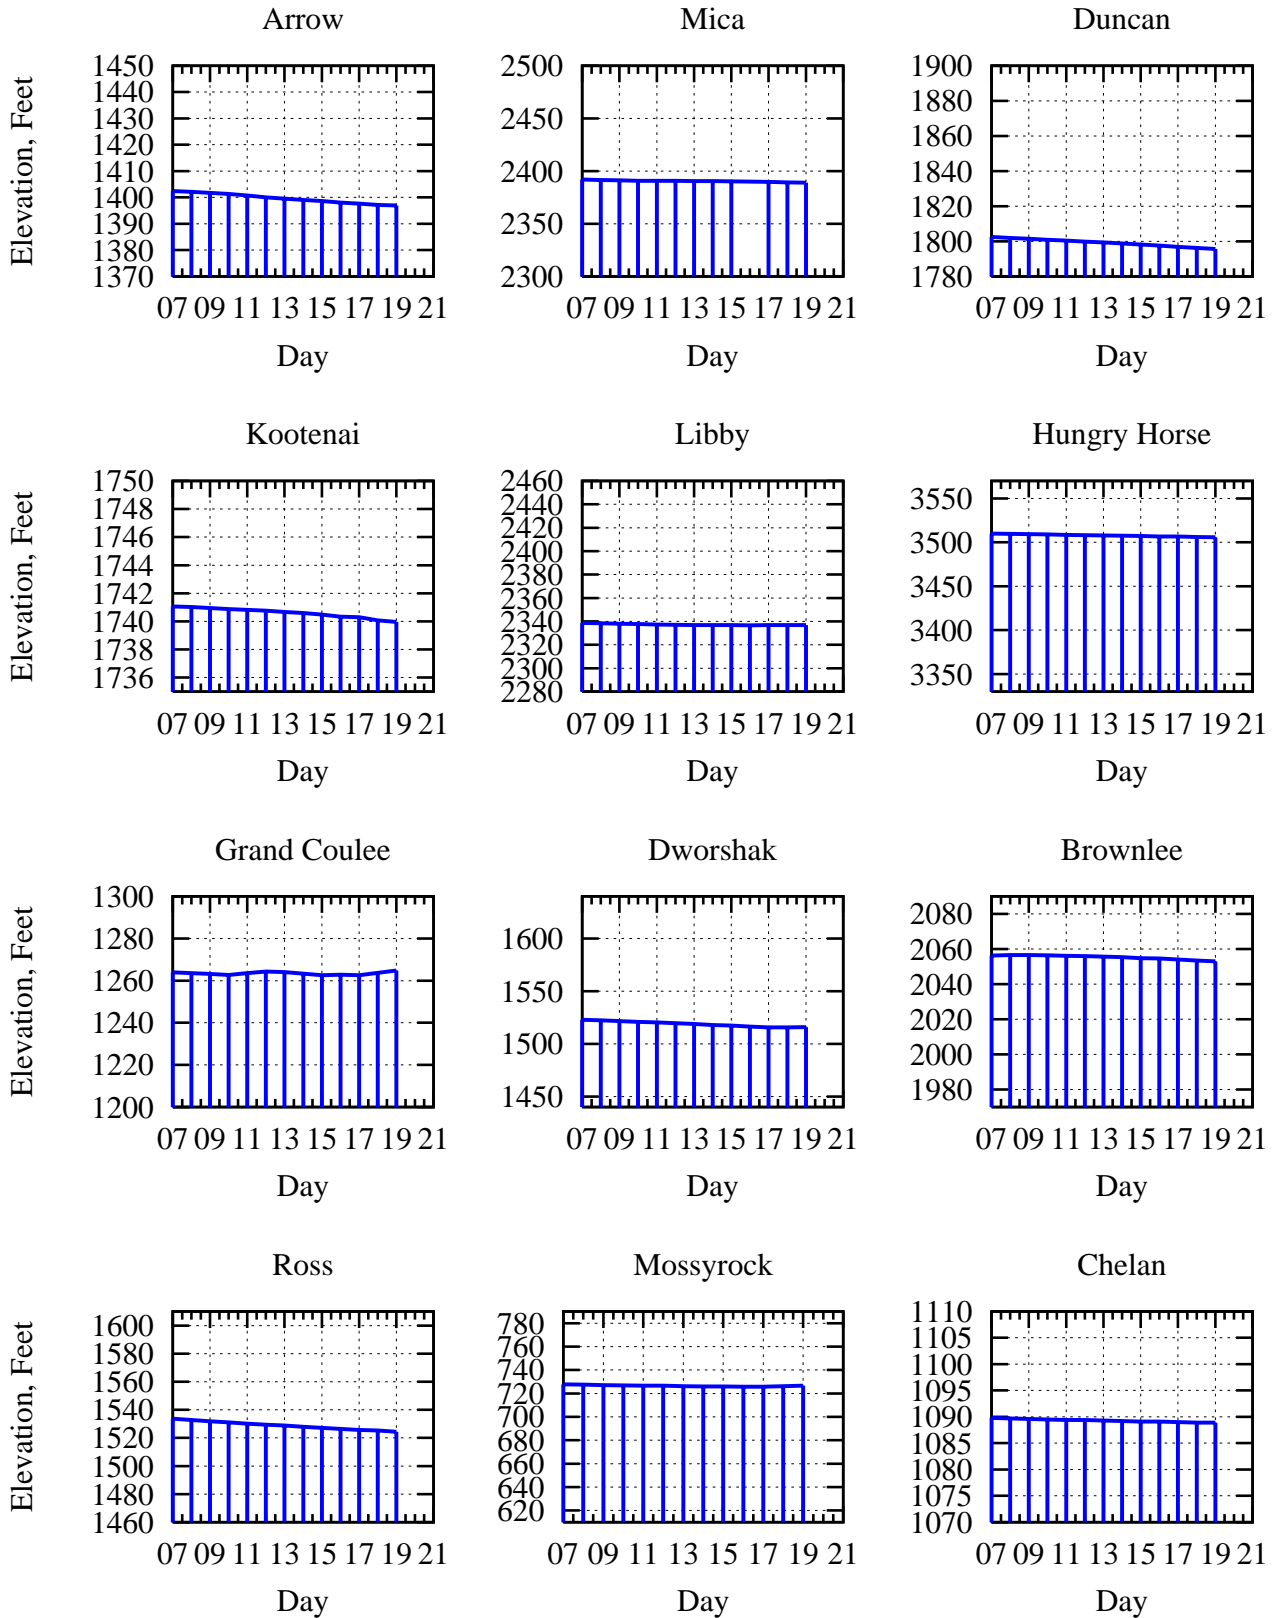 Arrow
Mica
Duncan
Elevation, Feet
1450
1440
1430
1420
1410
1400
1390
1380
1370
07 09 11 13 15 17 19 21
Day
2500
2450
2400
2350
2300
07 09 11 13 15 17 19 21
Day
1900
1880
1860
1840
1820
1800
1780
07 09 11 13 15 17 19 21
Day
Kootenai
Libby
Hungry Horse
Elevation, Feet
1750
1748
1746
1744
1742
1740
1738
1736
07 09 11 13 15 17 19 21
Day
2460
2440
2420
2400
2380
2360
2340
2320
2300
2280
07 09 11 13 15 17 19 21
Day
3550
3500
3450
3400
3350
07 09 11 13 15 17 19 21
Day
Grand Coulee
Dworshak
Brownlee
Elevation, Feet
1300
1280
1260
1240
1220
1200
07 09 11 13 15 17 19 21
Day
1600
1550
1500
1450
07 09 11 13 15 17 19 21
Day
2080
2060
2040
2020
2000
1980
07 09 11 13 15 17 19 21
Day
Ross
Mossyrock
Chelan
Elevation, Feet
1600
1580
1560
1540
1520
1500
1480
1460
07 09 11 13 15 17 19 21
Day
780
760
740
720
700
680
660
640
620
07 09 11 13 15 17 19 21
Day
1110
1105
1100
1095
1090
1085
1080
1075
1070
07 09 11 13 15 17 19 21
Day